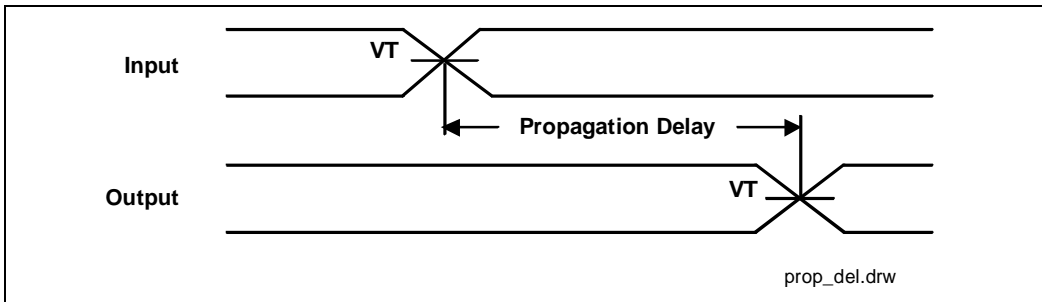 VT
Input
Propagation Delay
VT
Output
prop_del.drw